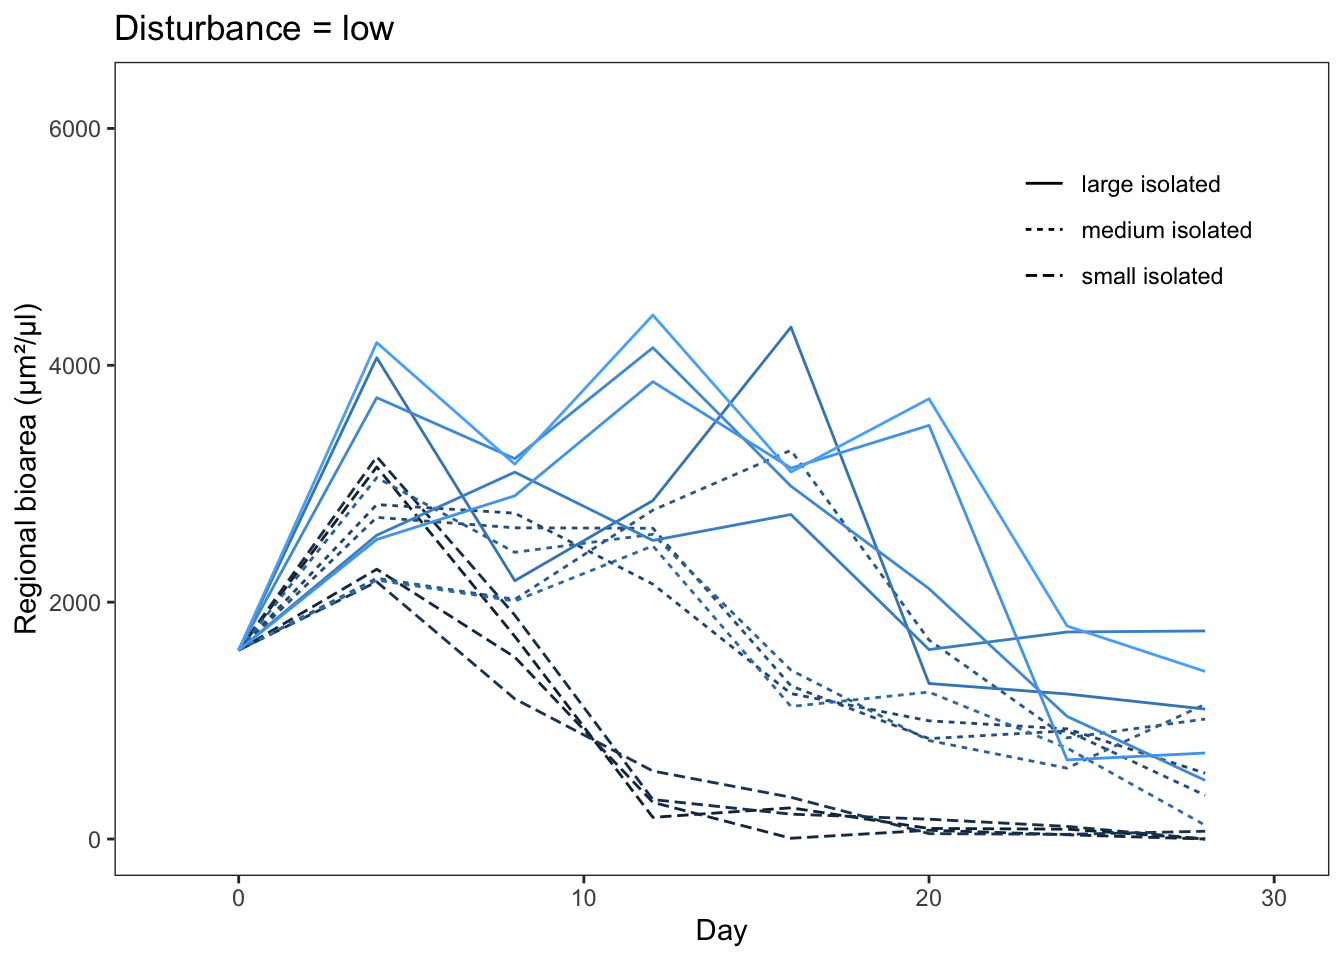 Disturbance = low
Regional bioarea (µm²/µl)
6000
4000
2000
0
large isolated
medium isolated
small isolated
0 10 20 30
Day